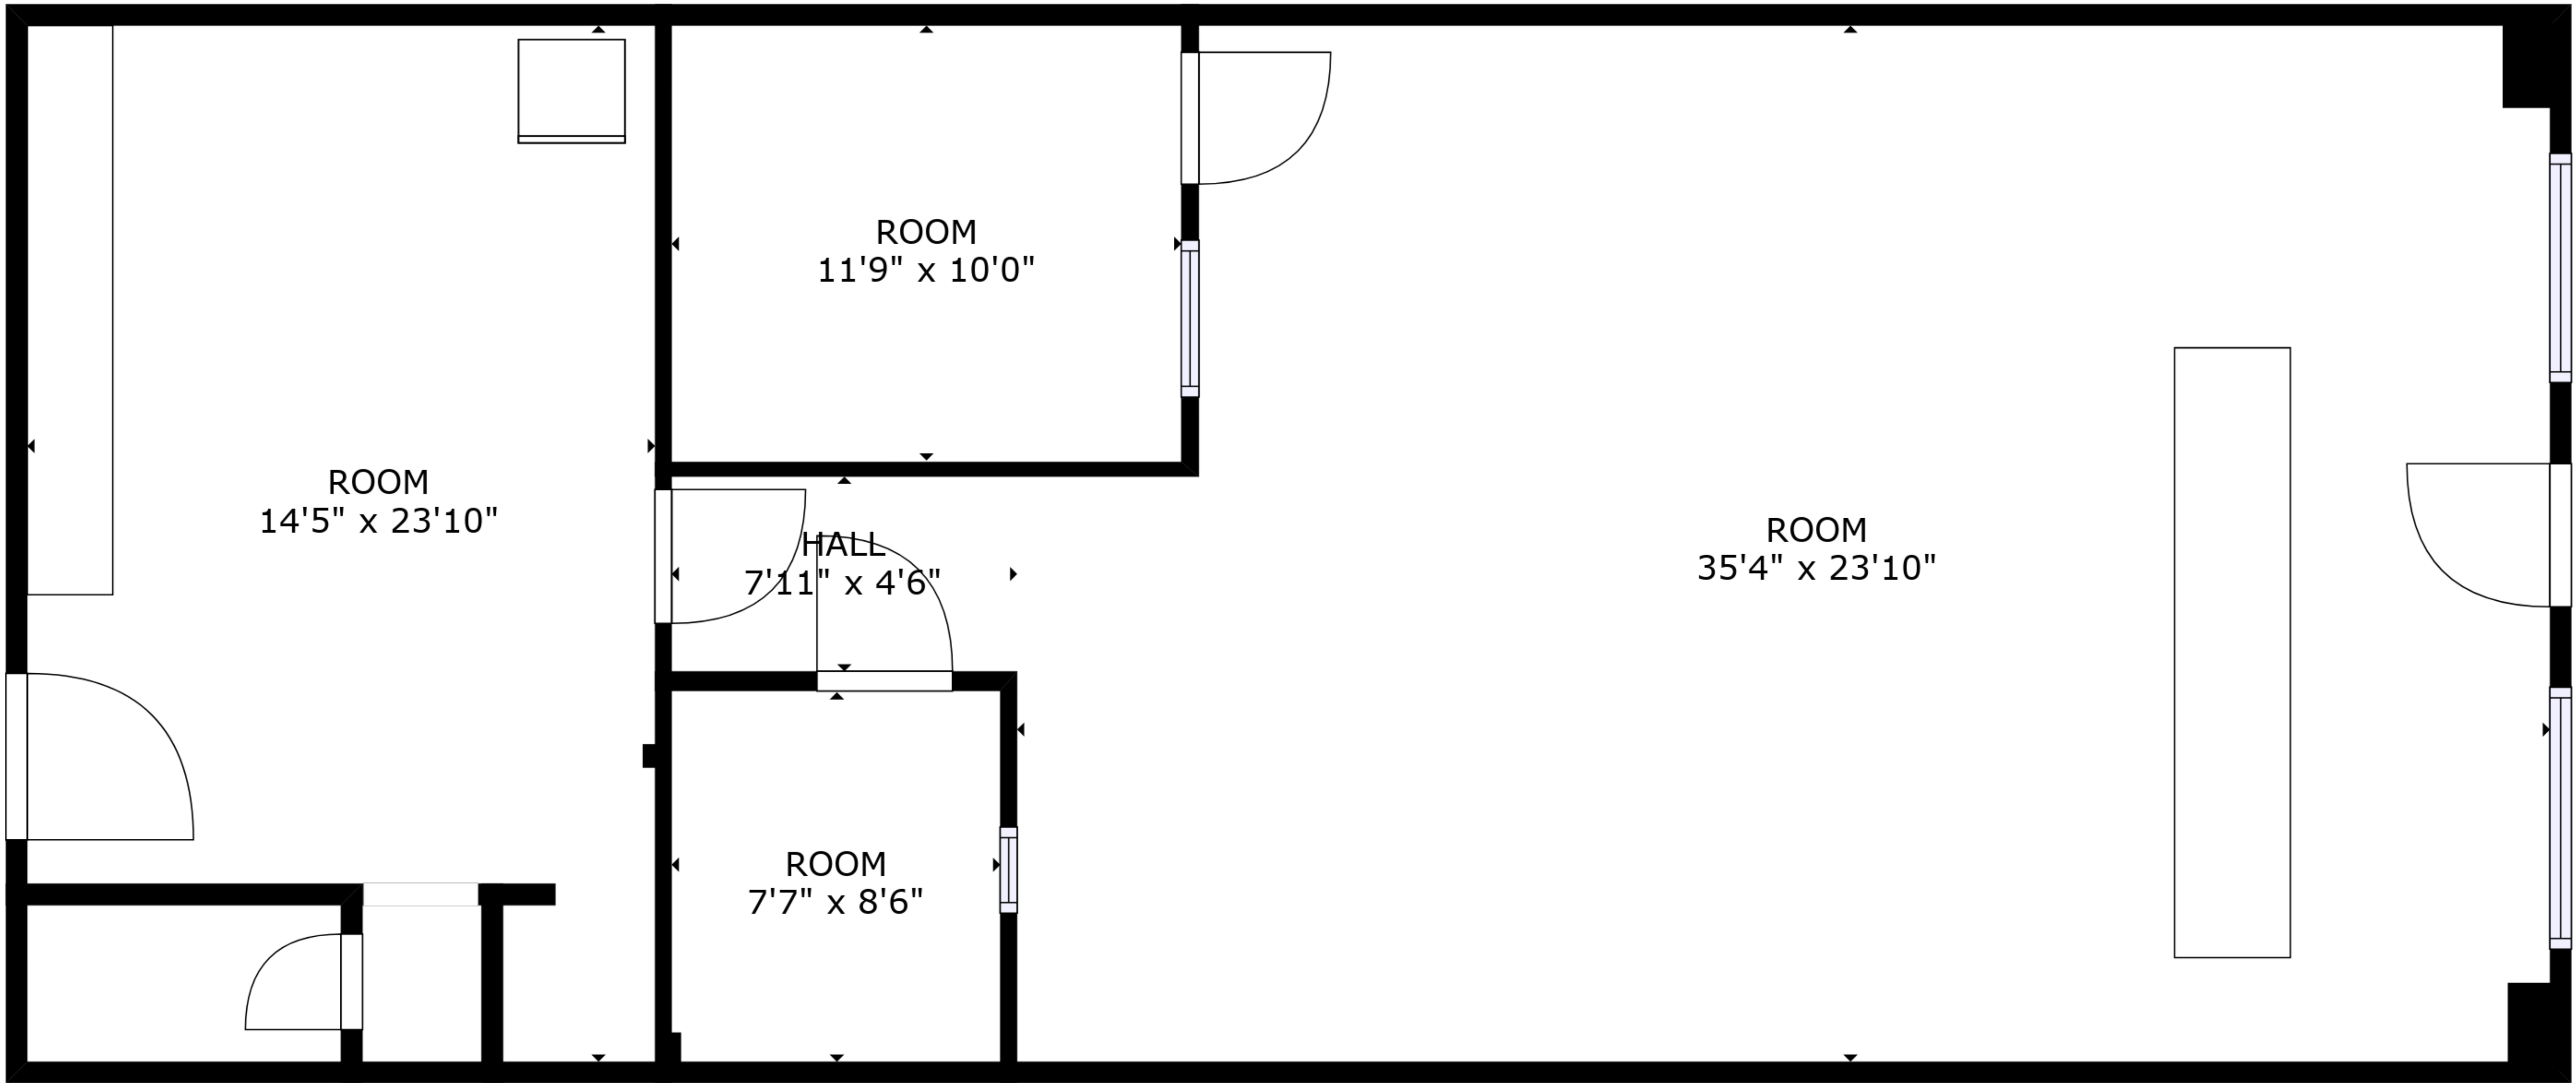 ROOM
11'9" x 10'0"
ROOM
14'5" x 23'10"
HALL
7'11" x 4'6"
ROOM
35'4" x 23'10"
ROOM
7'7" x 8'6"